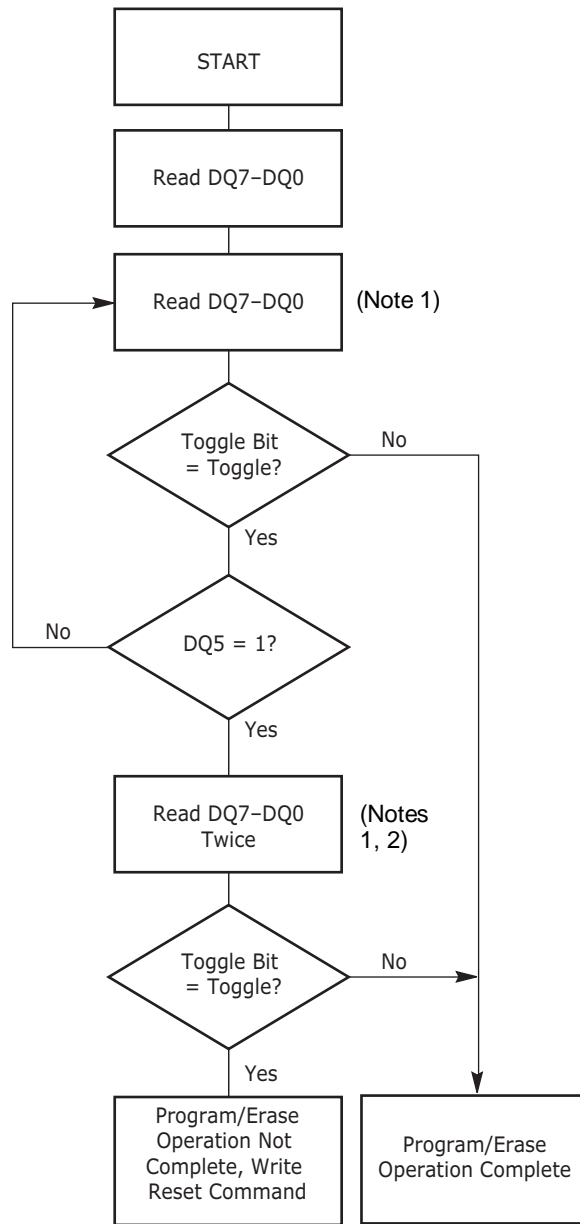 START
Read DQ7–DQ0
Read DQ7–DQ0
(Note 1)
Toggle Bit
= Toggle?
No
Yes
DQ5 = 1?
No
Yes
Read DQ7–DQ0
Twice
(Notes
1, 2)
Toggle Bit
= Toggle?
No
Yes
Program/Erase
Operation Not
Complete, Write
Reset Command
Program/Erase
Operation Complete